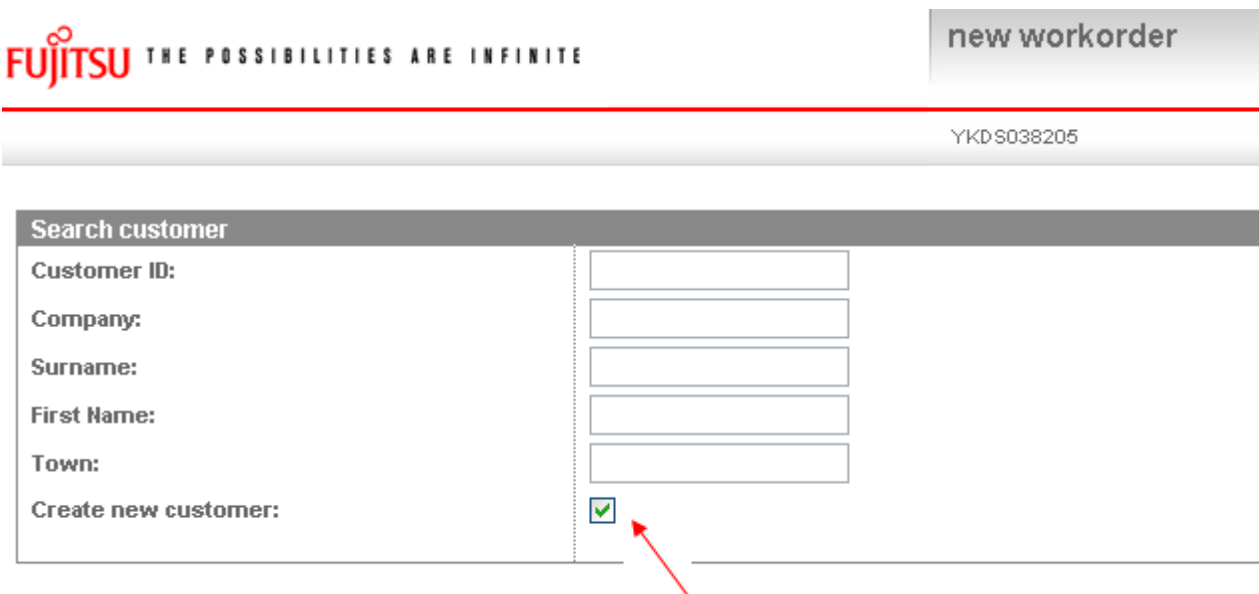 FUJITSU THE POSSIBILITIES ARE INFINITE
new workorder
YKDS038205
Search customer
Customer ID:
Company:
Surname:
First Name:
Town:
Create new customer: